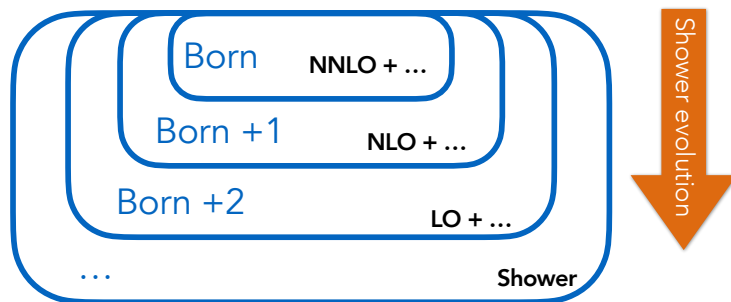 Born NNLO + ...
Born +1 NLO + ...
Born +2 LO + ...
... Shower
Shower evolution